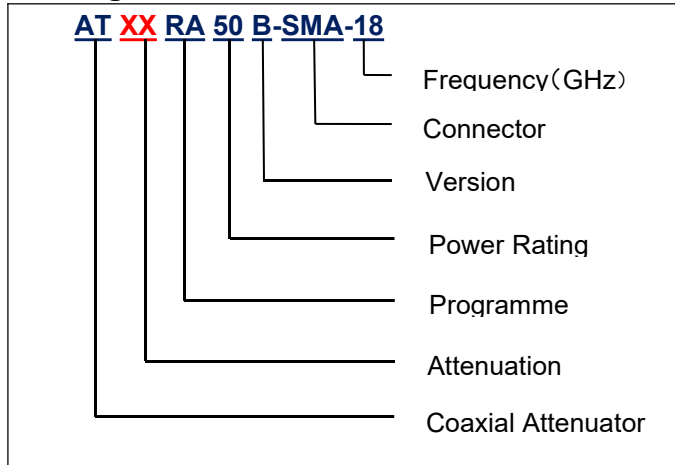 AT XX RA 50 B-SMA-18
Frequency（GHz）
Connector
Version
Power Rating
Programme
Attenuation
Coaxial Attenuator